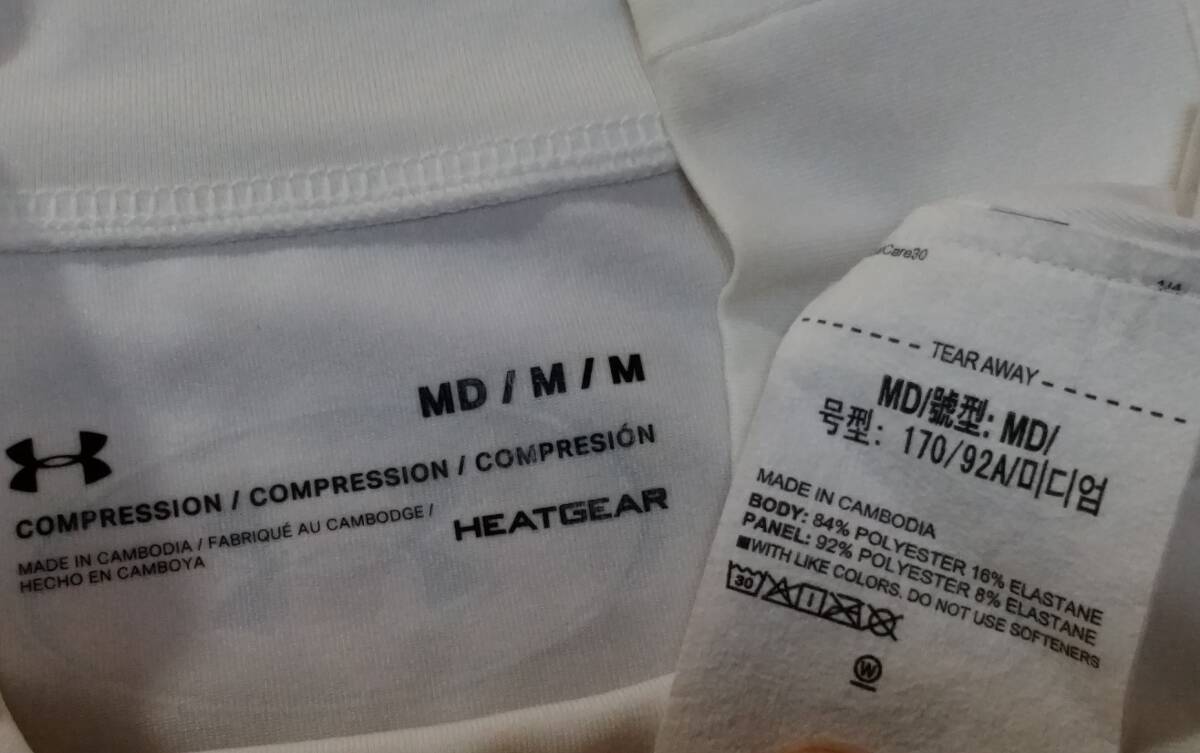 MD / M / M
COMPRESSION / COMPRESSION / COMPRESIÓN
MADE IN CAMBODIA / FABRIQUÉ AU CAMBODGE /
HECHO EN CAMBOYA
HEATGEAR
TEAR AWAY
MD/號型: MD/
号型: 170/92A/미디엄
MADE IN CAMBODIA
BODY: 84% POLYESTER 16% ELASTANE
PANEL: 92% POLYESTER 8% ELASTANE
■WITH LIKE COLORS. DO NOT USE SOFTENERS
30
W